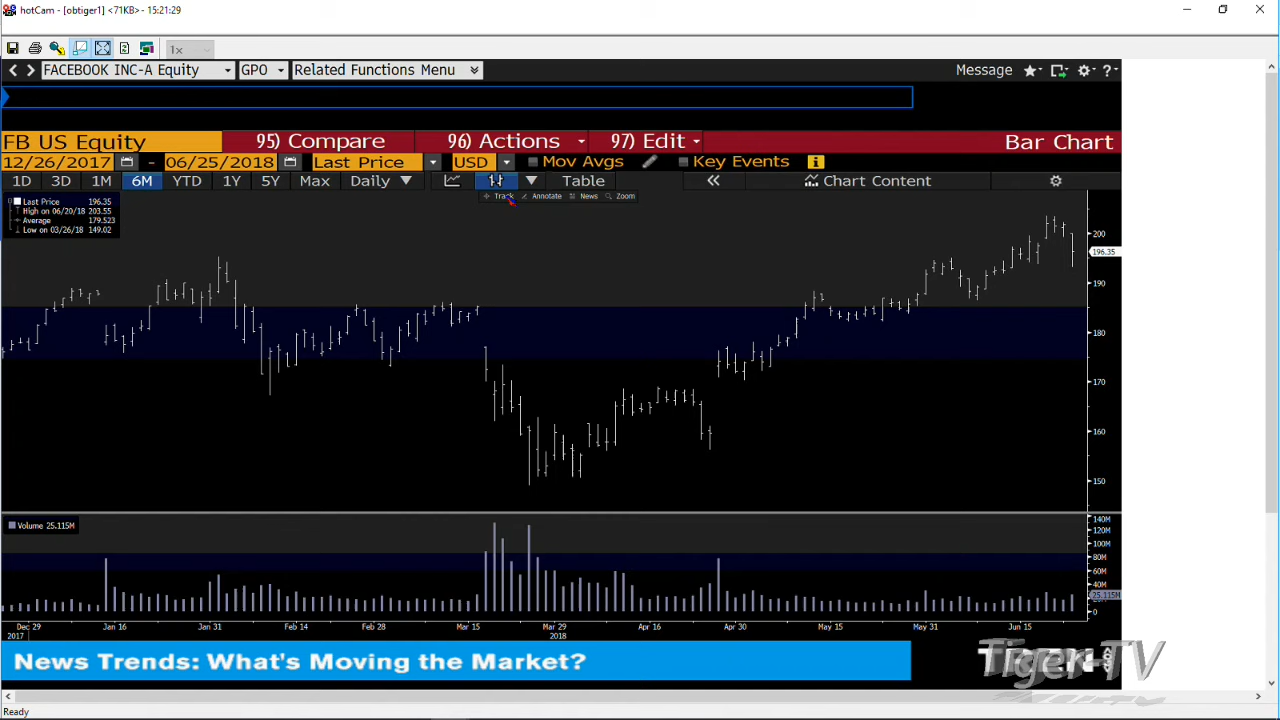 hotCam - [obtiger1] <71KB> - 15:21:29
1x
FACEBOOK INC-A Equity GPO Related Functions Menu Message ?
FB US Equity 95) Compare 96) Actions 97) Edit Bar Chart
12/26/2017 - 06/25/2018 Last Price USD Mov Avgs Key Events
1D 3D 1M 6M YTD 1Y 5Y Max Daily Table Chart Content
Track Annotate News Zoom
Last Price 196.35
High on 06/20/18 203.55
Average 179.523
Low on 03/26/18 149.02
200
196.35
190
180
170
160
150
Volume 25.115M
140M
120M
100M
80M
60M
40M
25.115M
0
Dec 29 Jan 16 Jan 31 Feb 14 Feb 28 Mar 15 Mar 29 Apr 16 Apr 30 May 15 May 31 Jun 15
2017 2018
News Trends: What's Moving the Market?
Tiger-TV
Ready